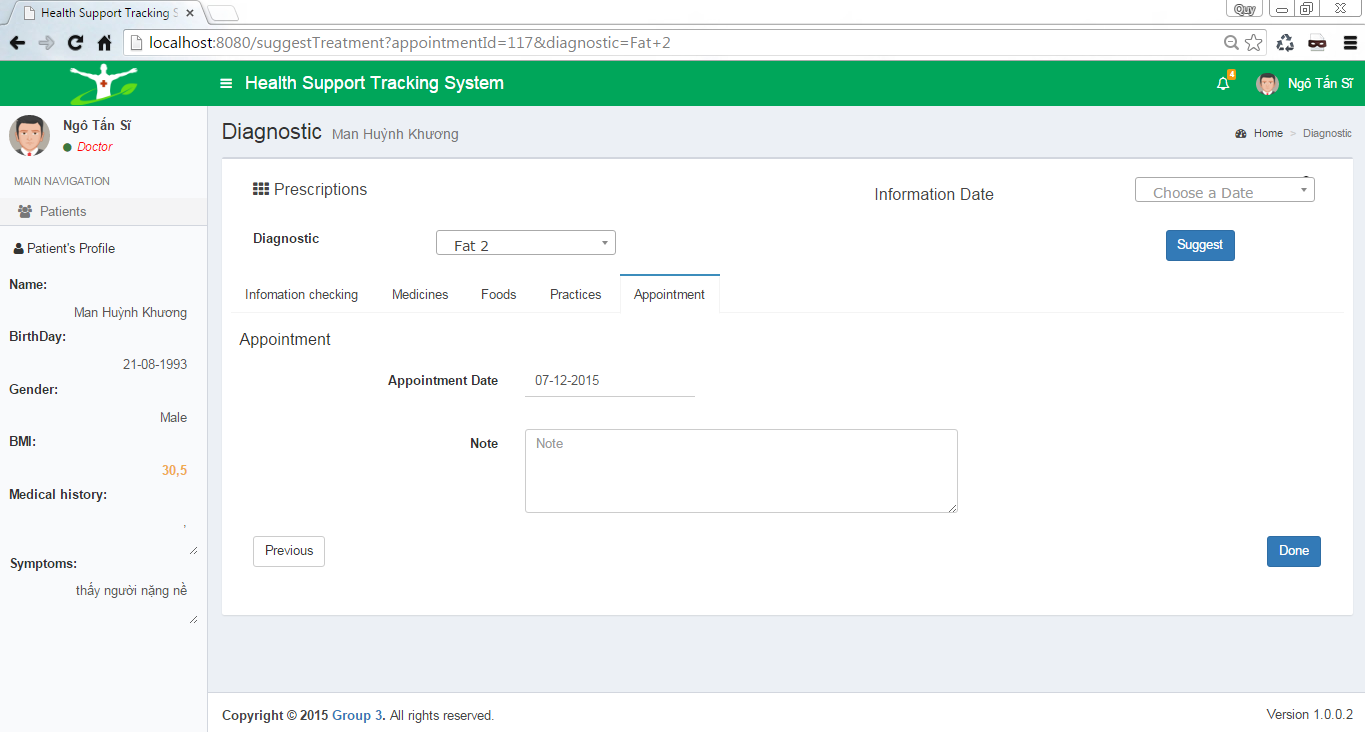 Health Support Tracking S
Quy
localhost:8080/suggestTreatment?appointmentId=117&diagnostic=Fat+2
Health Support Tracking System
4
Ngô Tấn Sĩ
Ngô Tấn Sĩ
Doctor
MAIN NAVIGATION
Patients
Patient's Profile
Name:
Man Huỳnh Khương
BirthDay:
21-08-1993
Gender:
Male
BMI:
30,5
Medical history:
,
Symptoms:
thấy người nặng nề
Diagnostic Man Huỳnh Khương
Home > Diagnostic
Prescriptions
Information Date
Choose a Date
Diagnostic
Fat 2
Suggest
Infomation checking
Medicines
Foods
Practices
Appointment
Appointment
Appointment Date
07-12-2015
Note
Note
Previous
Done
Copyright © 2015 Group 3. All rights reserved.
Version 1.0.0.2